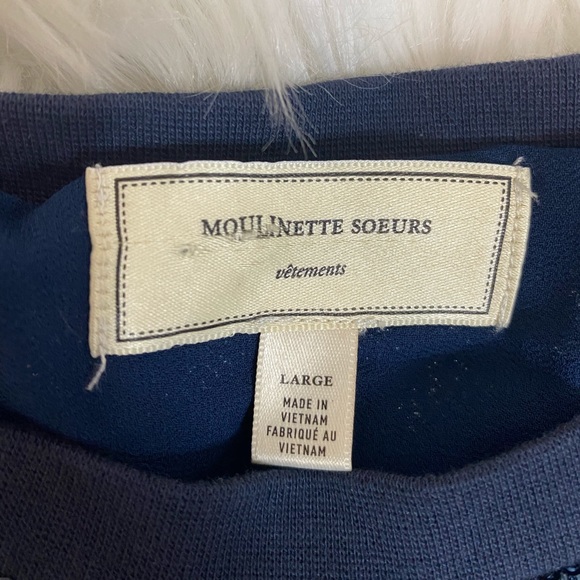 MOULINETTE SOEURS
vêtements
LARGE
MADE IN
VIETNAM
FABRIQUÉ AU
VIETNAM